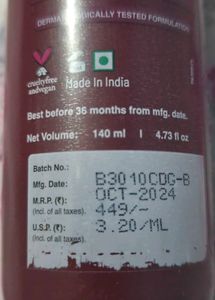 DERMATOLOGICALLY TESTED FORMULATION
crueltyfree
andvegan
Made in India
Best before 36 months from mfg. date.
Net Volume: 140 ml | 4.73 fl oz
Batch No.: B3010CDG-B
Mfg. Date: OCT-2024
M.R.P. (₹) 449/-
(Incl. of all taxes)
U.S.P. (₹) 3.20/ML
(Incl. of all taxes)